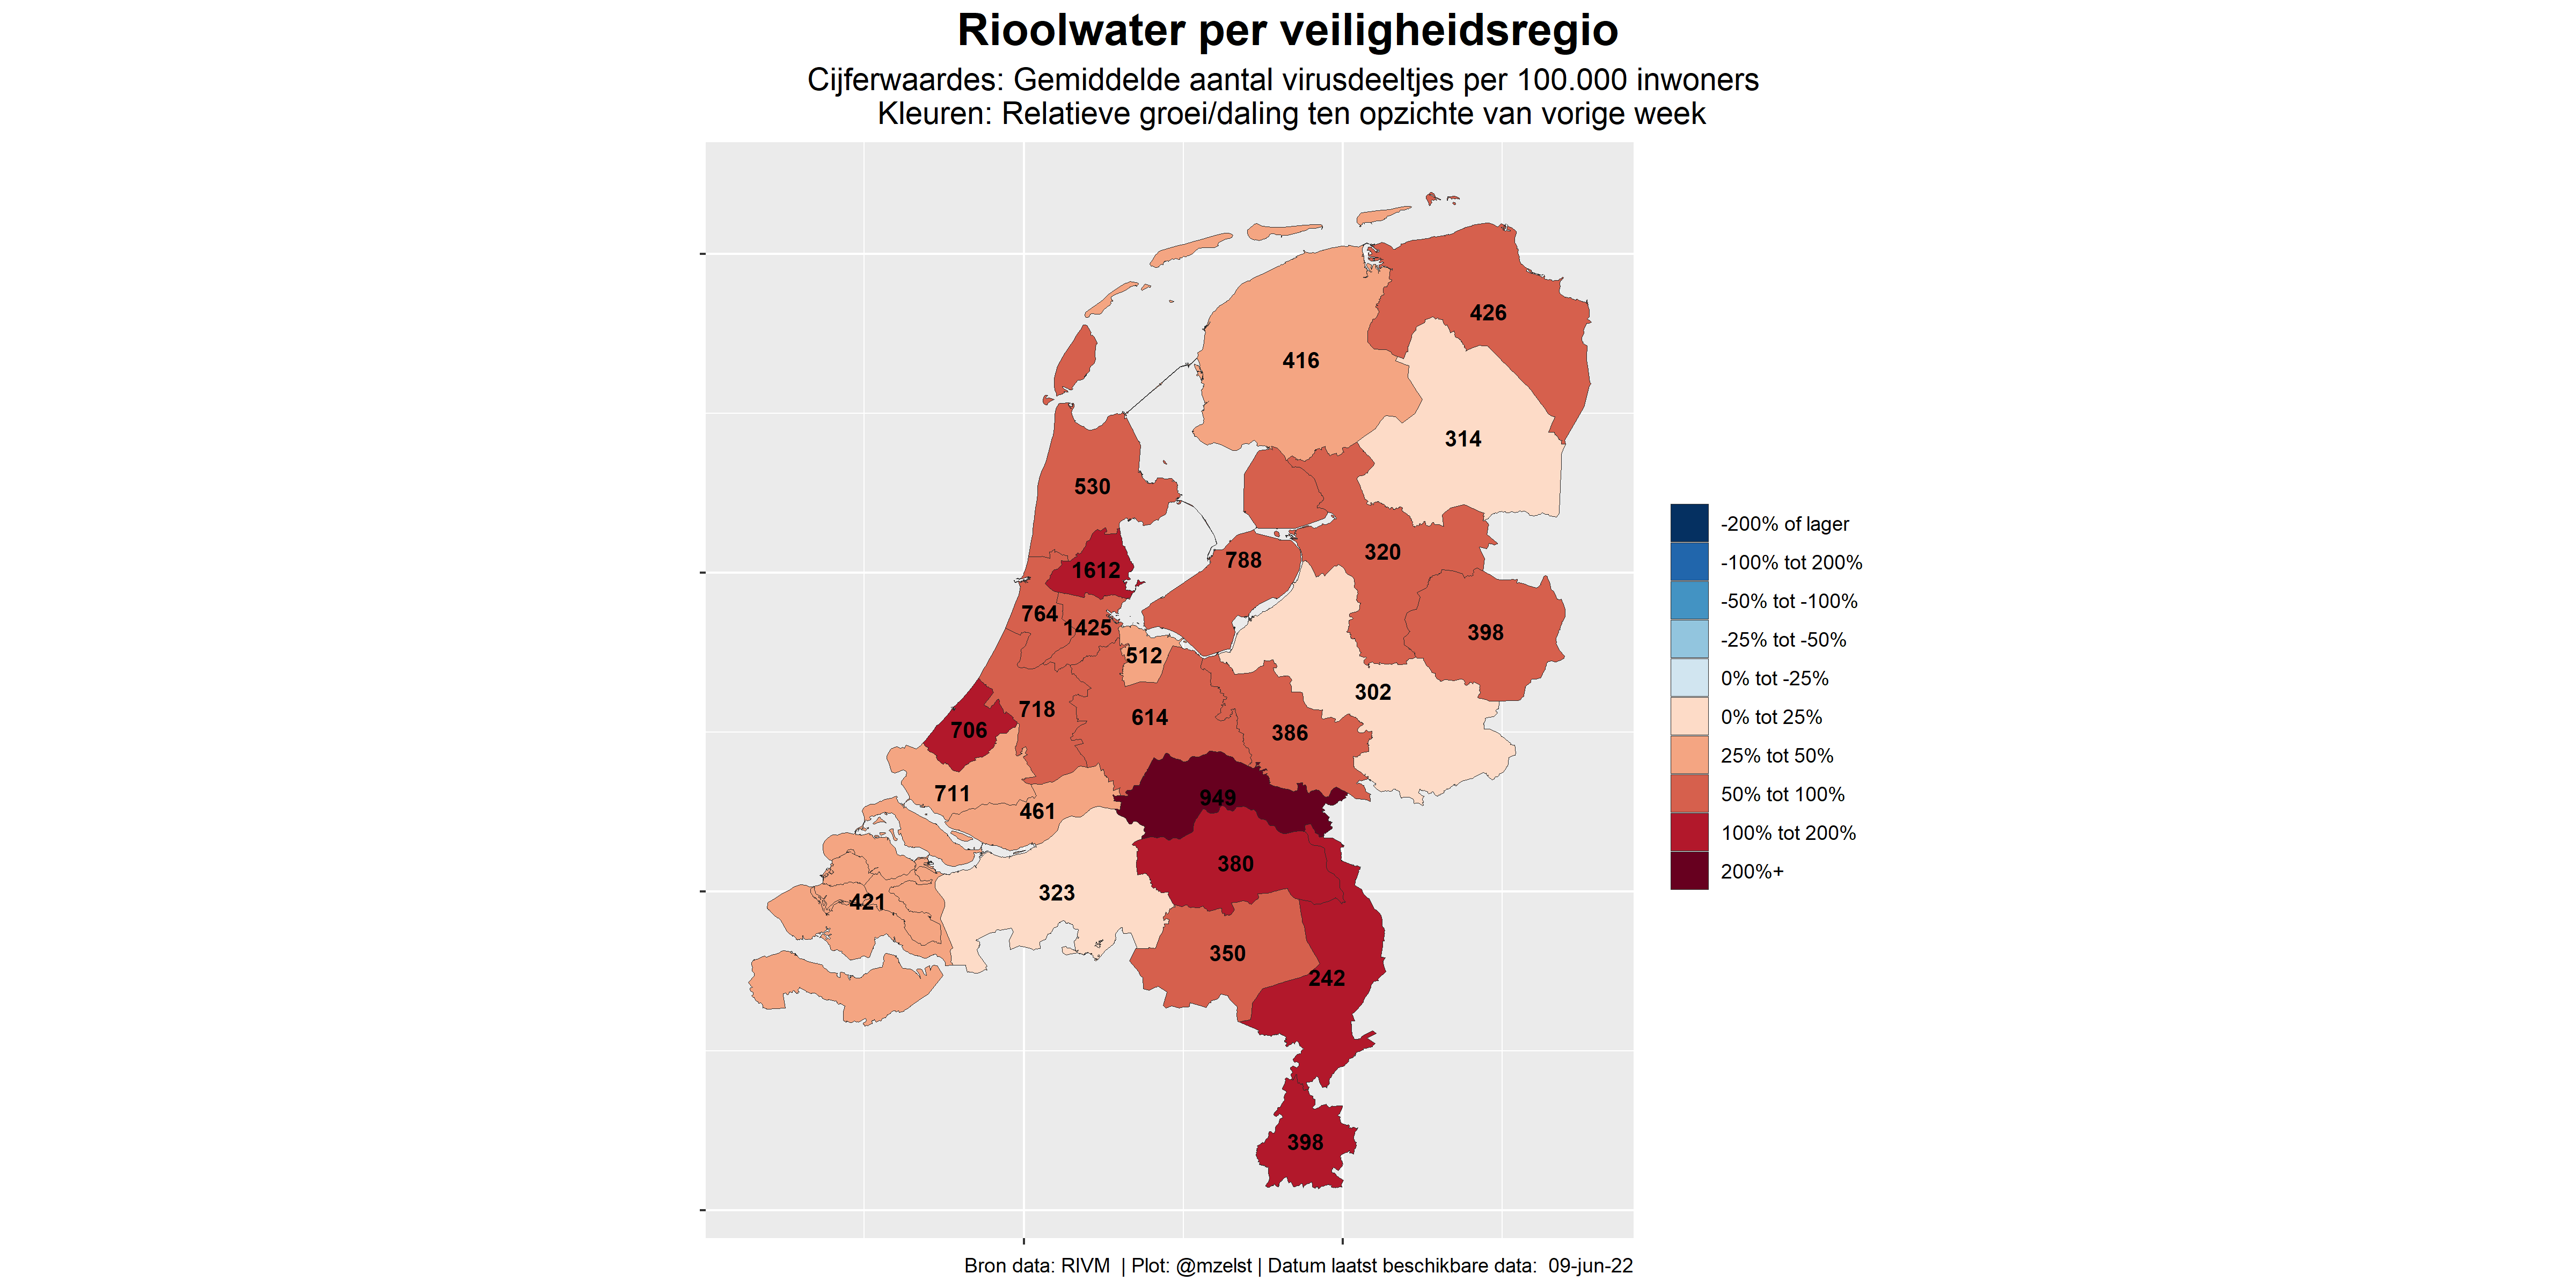 Rioolwater per veiligheidsregio
Cijferwaardes: Gemiddelde aantal virusdeeltjes per 100.000 inwoners
Kleuren: Relatieve groei/daling ten opzichte van vorige week
426
416
314
530
320
788
1612
764
1425
398
512
302
718
614
706
386
711
949
461
380
323
421
350
242
398
-200% of lager
-100% tot 200%
-50% tot -100%
-25% tot -50%
0% tot -25%
0% tot 25%
25% tot 50%
50% tot 100%
100% tot 200%
200%+
Bron data: RIVM | Plot: @mzelst | Datum laatst beschikbare data: 09-jun-22